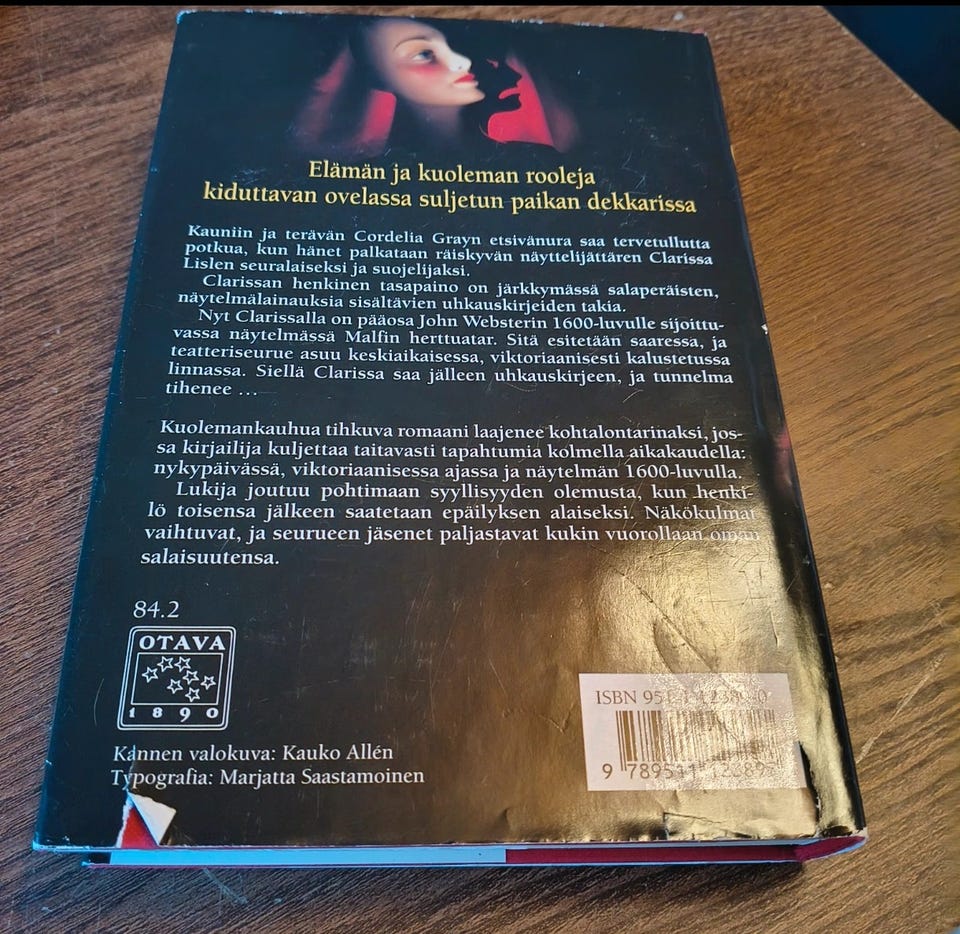 Elämän ja kuoleman rooleja
kiduttavan ovelassa suljetun paikan dekkarissa
Kauniin ja terävän Cordelia Grayn etsivänura saa tervetullutta
potkua, kun hänet palkataan räiskyvän näyttelijättären Clarissa
Lislen seuralaiseksi ja suojelijaksi.
Clarissan henkinen tasapaino on järkkymässä salaperäisten,
näytelmälainauksia sisältävien uhkauskirjeiden takia.
Nyt Clarissalla on pääosa John Websterin 1600-luvulle sijoittu-
vassa näytelmässä Malfin herttuatar. Sitä esitetään saaressa, ja
teatteriseurue asuu keskiaikaisessa, viktoriaanisesti kalustetussa
linnassa. Siellä Clarissa saa jälleen uhkauskirjeen, ja tunnelma
tihenee ...
Kuolemankauhua tihkuva romaani laajenee kohtalontarinaksi, jos-
sa kirjailija kuljettaa taitavasti tapahtumia kolmella aikakaudella:
nykypäivässä, viktoriaanisessa ajassa ja näytelmän 1600-luvulla.
Lukija joutuu pohtimaan syyllisyyden olemusta, kun henki-
lö toisensa jälkeen saatetaan epäilyksen alaiseksi. Näkökulmat
vaihtuvat, ja seurueen jäsenet paljastavat kukin vuorollaan oman
salaisuutensa.
84.2
OTAVA
1890
Kannen valokuva: Kauko Allén
Typografia: Marjatta Saastamoinen
ISBN
9 789511